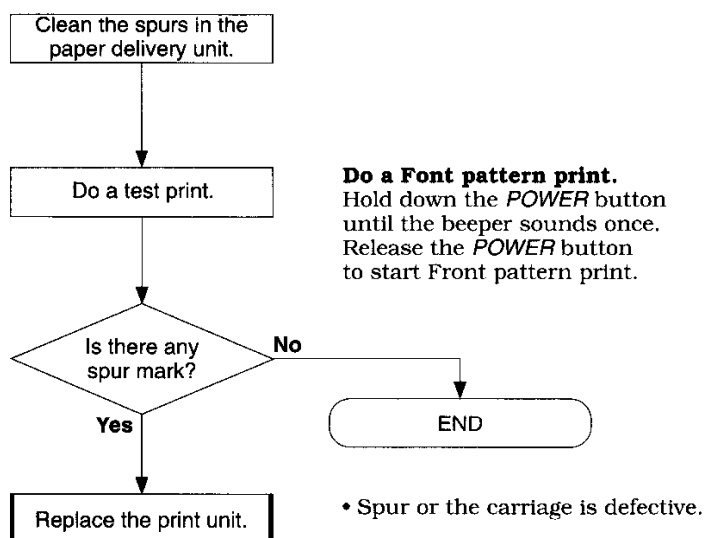 Clean the spurs in the
paper delivery unit.
Do a test print.
Do a Font pattern print.
Hold down the POWER button
until the beeper sounds once.
Release the POWER button
to start Front pattern print.
Is there any
spur mark?
No
Yes
END
Replace the print unit.
• Spur or the carriage is defective.